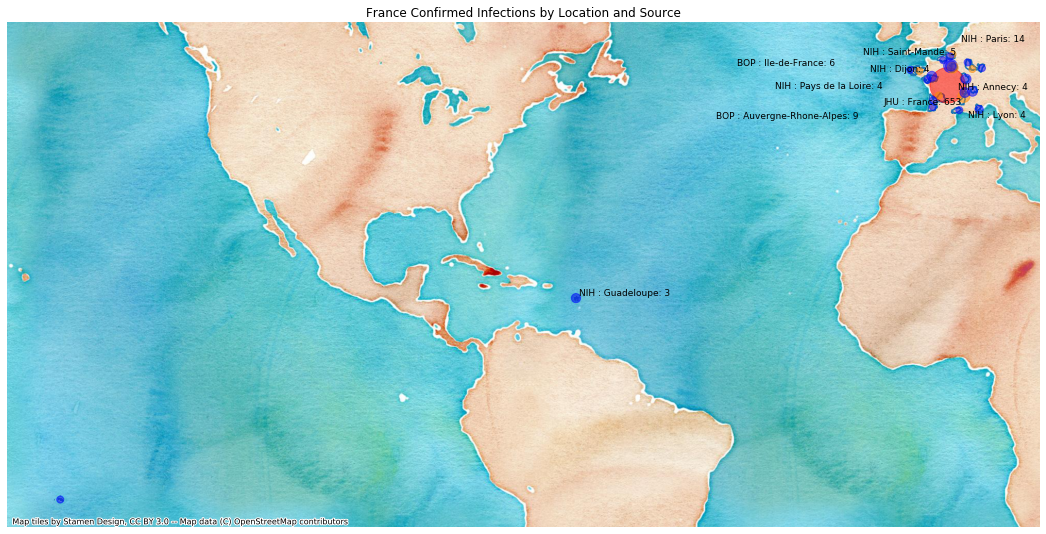 France Confirmed Infections by Location and Source
NIH : Paris: 14
NIH : Saint-Mande: 5
BOP : Ile-de-France: 6
NIH : Dijon: 4
NIH : Pays de la Loire: 4
NIH : Annecy: 4
JHU : France: 653
BOP : Auvergne-Rhone-Alpes: 9
NIH : Lyon: 4
NIH : Guadeloupe: 3
Map tiles by Stamen Design, CC BY 3.0 -- Map data (C) OpenStreetMap contributors